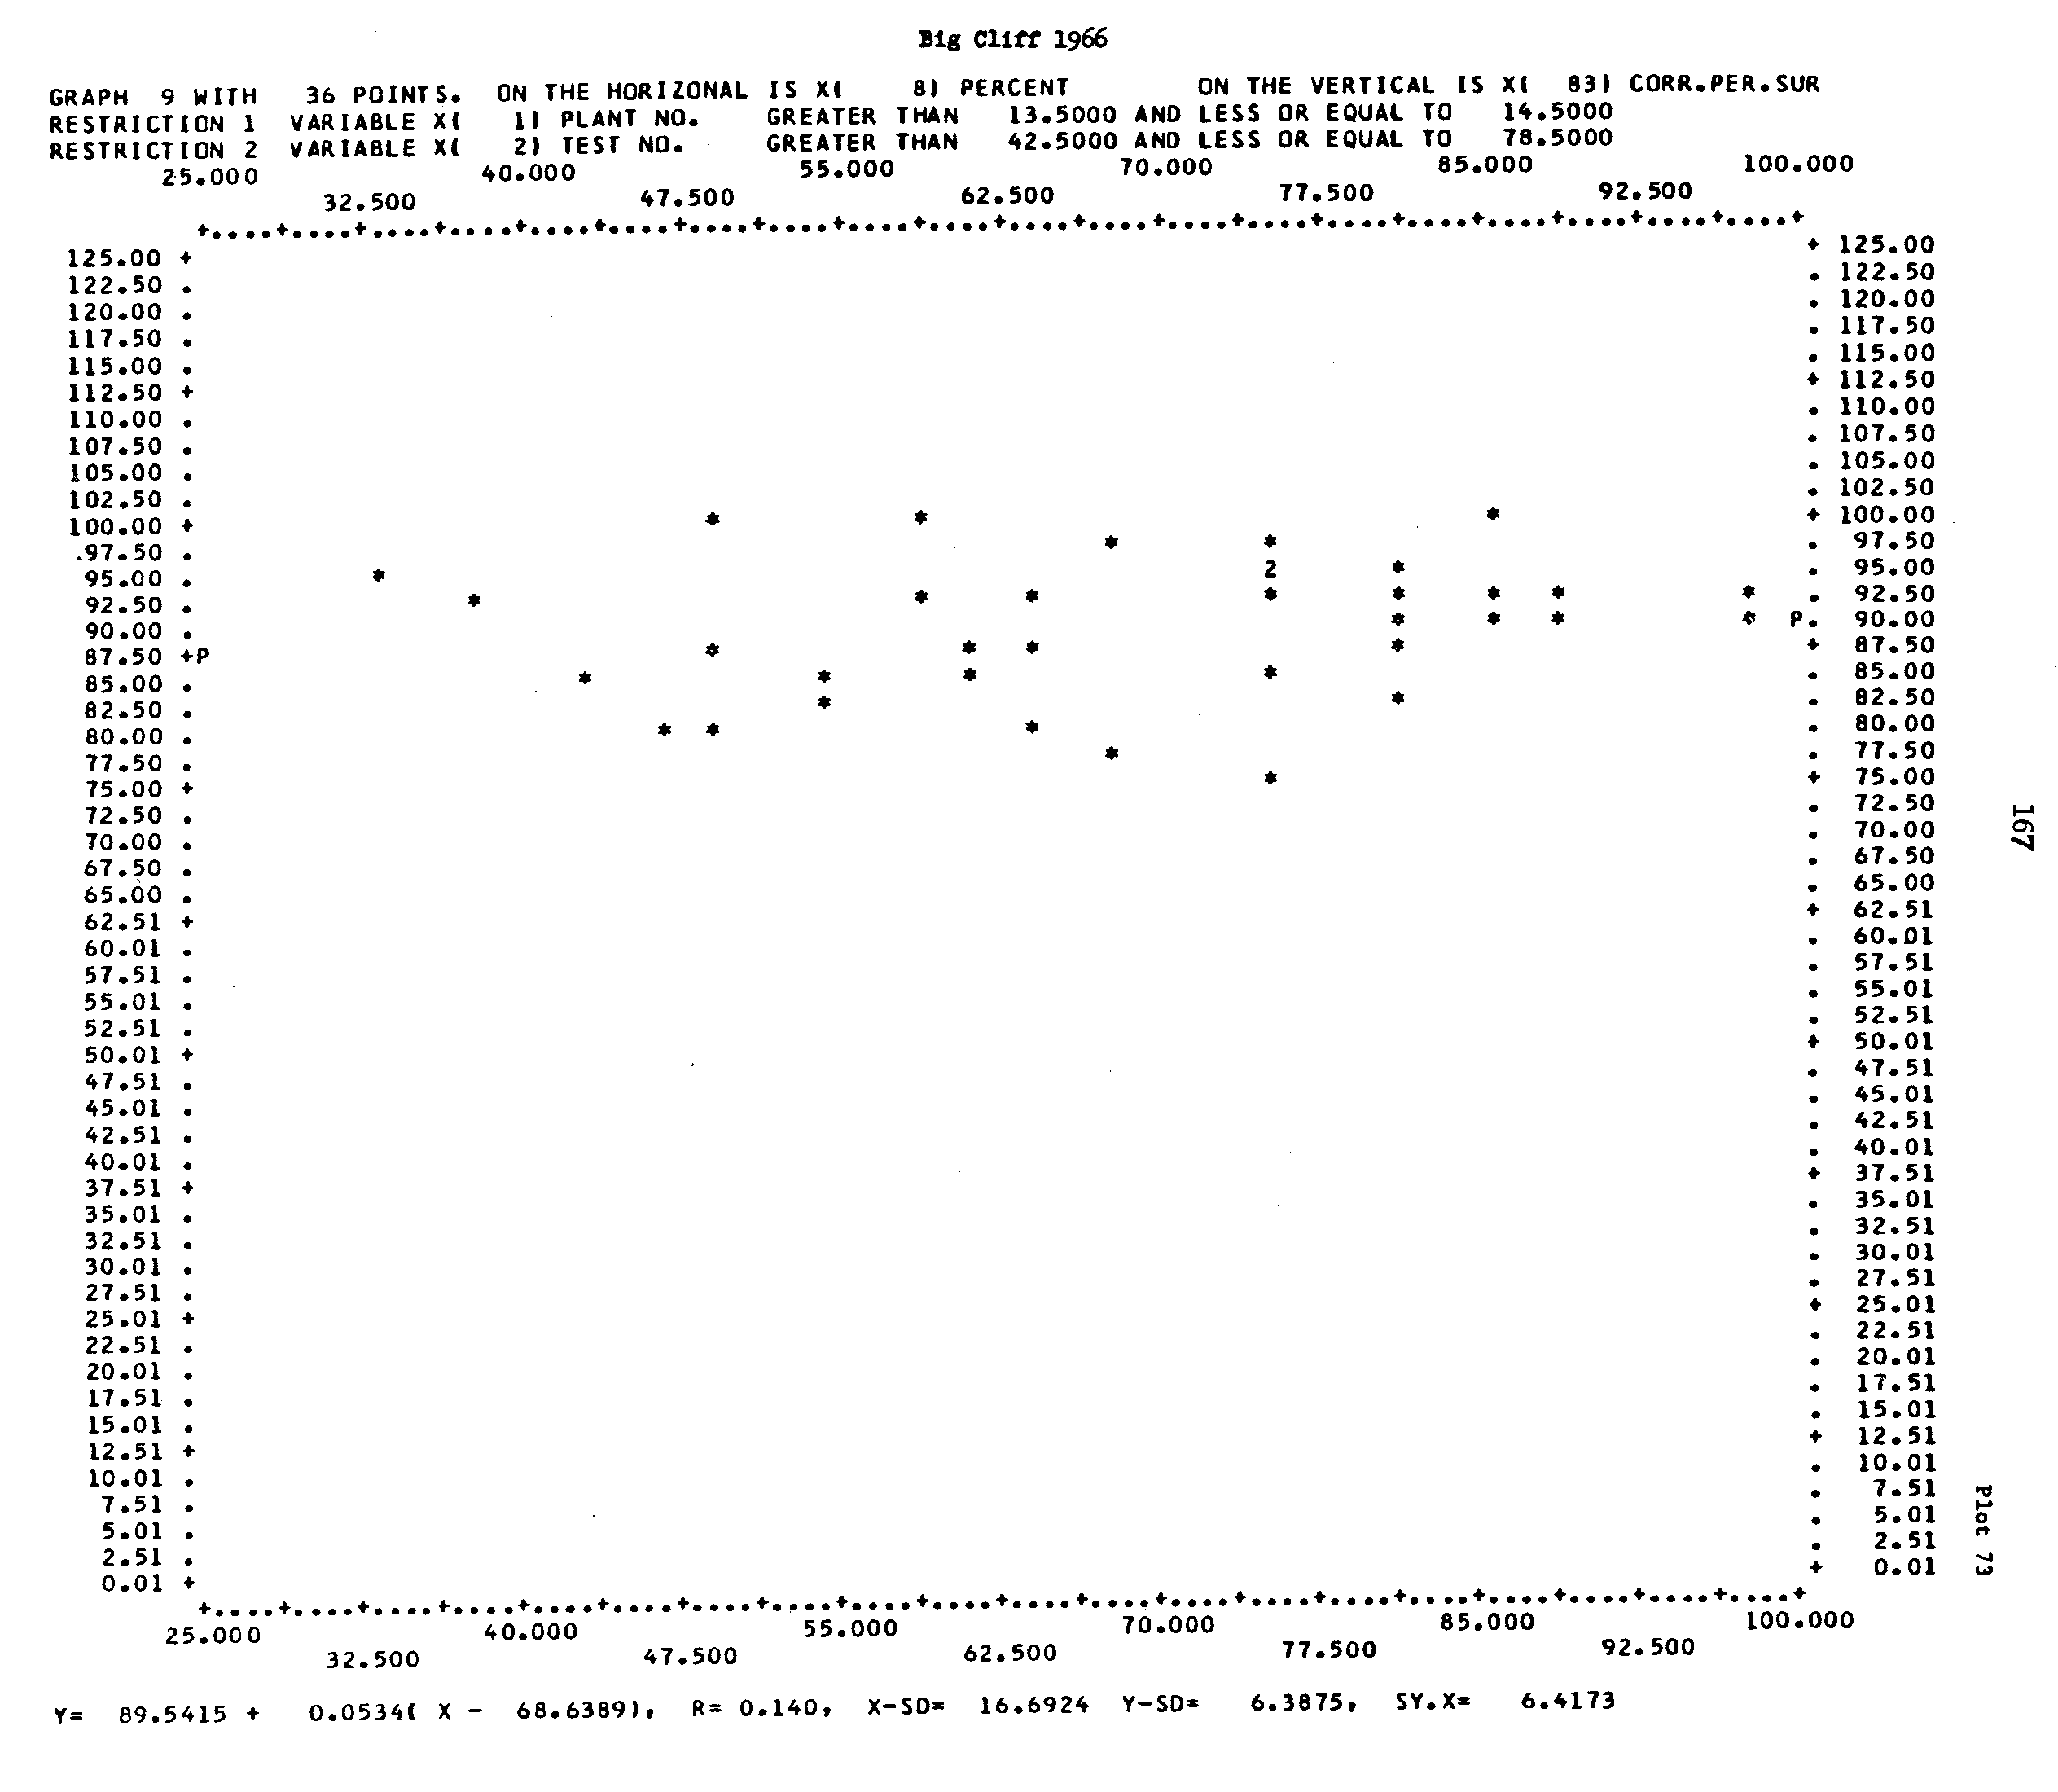 Big Cliff 1966
GRAPH 9 WITH 36 POINTS. ON THE HORIZONAL IS X( 8) PERCENT ON THE VERTICAL IS X( 83) CORR.PER.SUR
RESTRICTION 1 VARIABLE X( 1) PLANT NO. GREATER THAN 13.5000 AND LESS OR EQUAL TO 14.5000
RESTRICTION 2 VARIABLE X( 2) TEST NO. GREATER THAN 42.5000 AND LESS OR EQUAL TO 78.5000
25.000 40.000 55.000 70.000 85.000 100.000
32.500 47.500 62.500 77.500 92.500
+....+....+....+....+....+....+....+....+....+....+....+....+....+....+....+....+....+....+....+....+
125.00 + + 125.00
122.50 . . 122.50
120.00 . . 120.00
117.50 . . 117.50
115.00 . . 115.00
112.50 + + 112.50
110.00 . . 110.00
107.50 . . 107.50
105.00 . . 105.00
102.50 . . 102.50
100.00 + * * * + 100.00
.97.50 . * * . 97.50
95.00 . * 2 * . 95.00
92.50 . * * * * * * * * . 92.50
90.00 . * * * * P. 90.00
87.50 +P * * * * + 87.50
85.00 . * * * * . 85.00
82.50 . * * . 82.50
80.00 . * * * . 80.00
77.50 . * . 77.50
75.00 + * + 75.00
72.50 . . 72.50
70.00 . . 70.00
67.50 . . 67.50
65.00 . . 65.00
62.51 + + 62.51
60.01 . . 60.01
57.51 . . 57.51
55.01 . . 55.01
52.51 . . 52.51
50.01 + + 50.01
47.51 . . 47.51
45.01 . . 45.01
42.51 . . 42.51
40.01 . . 40.01
37.51 + + 37.51
35.01 . . 35.01
32.51 . . 32.51
30.01 . . 30.01
27.51 . . 27.51
25.01 + + 25.01
22.51 . . 22.51
20.01 . . 20.01
17.51 . . 17.51
15.01 . . 15.01
12.51 + + 12.51
10.01 . . 10.01
7.51 . . 7.51
5.01 . . 5.01
2.51 . . 2.51
0.01 + + 0.01
+....+....+....+....+....+....+....+....+....+....+....+....+....+....+....+....+....+....+....+....+
25.000 40.000 55.000 70.000 85.000 100.000
32.500 47.500 62.500 77.500 92.500
Y= 89.5415 + 0.0534( X - 68.6389), R= 0.140, X-SD= 16.6924 Y-SD= 6.3875, SY.X= 6.4173
167
Plot 73